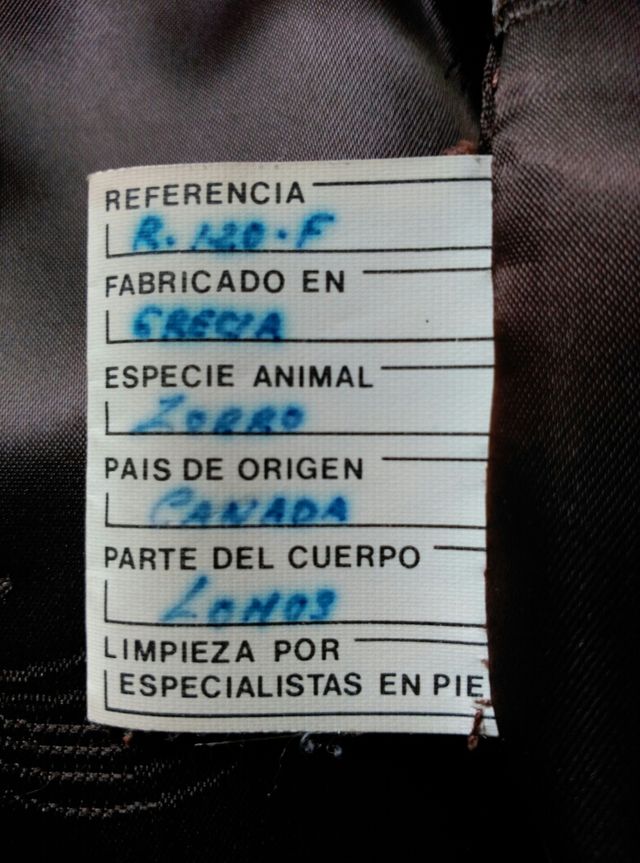 REFERENCIA
R. 120 - F
FABRICADO EN
GRECIA
ESPECIE ANIMAL
ZORRO
PAIS DE ORIGEN
CANADA
PARTE DEL CUERPO
LOMOS
LIMPIEZA POR
ESPECIALISTAS EN PIE